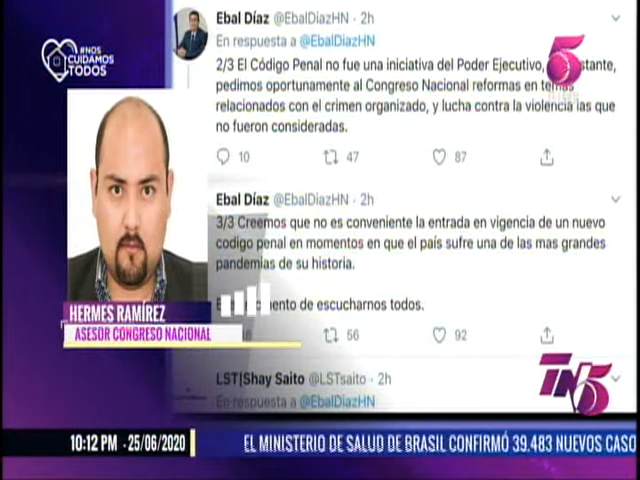 #NOS
CUIDAMOS
TODOS
Ebal Díaz @EbalDiazHN · 2h
En respuesta a @EbalDiazHN
2/3 El Código Penal no fue una iniciativa del Poder Ejecutivo, stante,
pedimos oportunamente al Congreso Nacional reformas en temas
relacionados con el crimen organizado, y lucha contra la violencia las que
no fueron consideradas.
10 47 87
Ebal Díaz @EbalDiazHN · 2h
3/3 Creemos que no es conveniente la entrada en vigencia de un nuevo
codigo penal en momentos en que el país sufre una de las mas grandes
pandemias de su historia.
de escucharnos todos.
56 92
LST|Shay Saito @LSTsaito · 2h
En respuesta a @EbalDiazHN
5
HERMES RAMÍREZ
ASESOR CONGRESO NACIONAL
TN5
10:12 PM - 25/06/2020
EL MINISTERIO DE SALUD DE BRASIL CONFIRMÓ 39.483 NUEVOS CASO